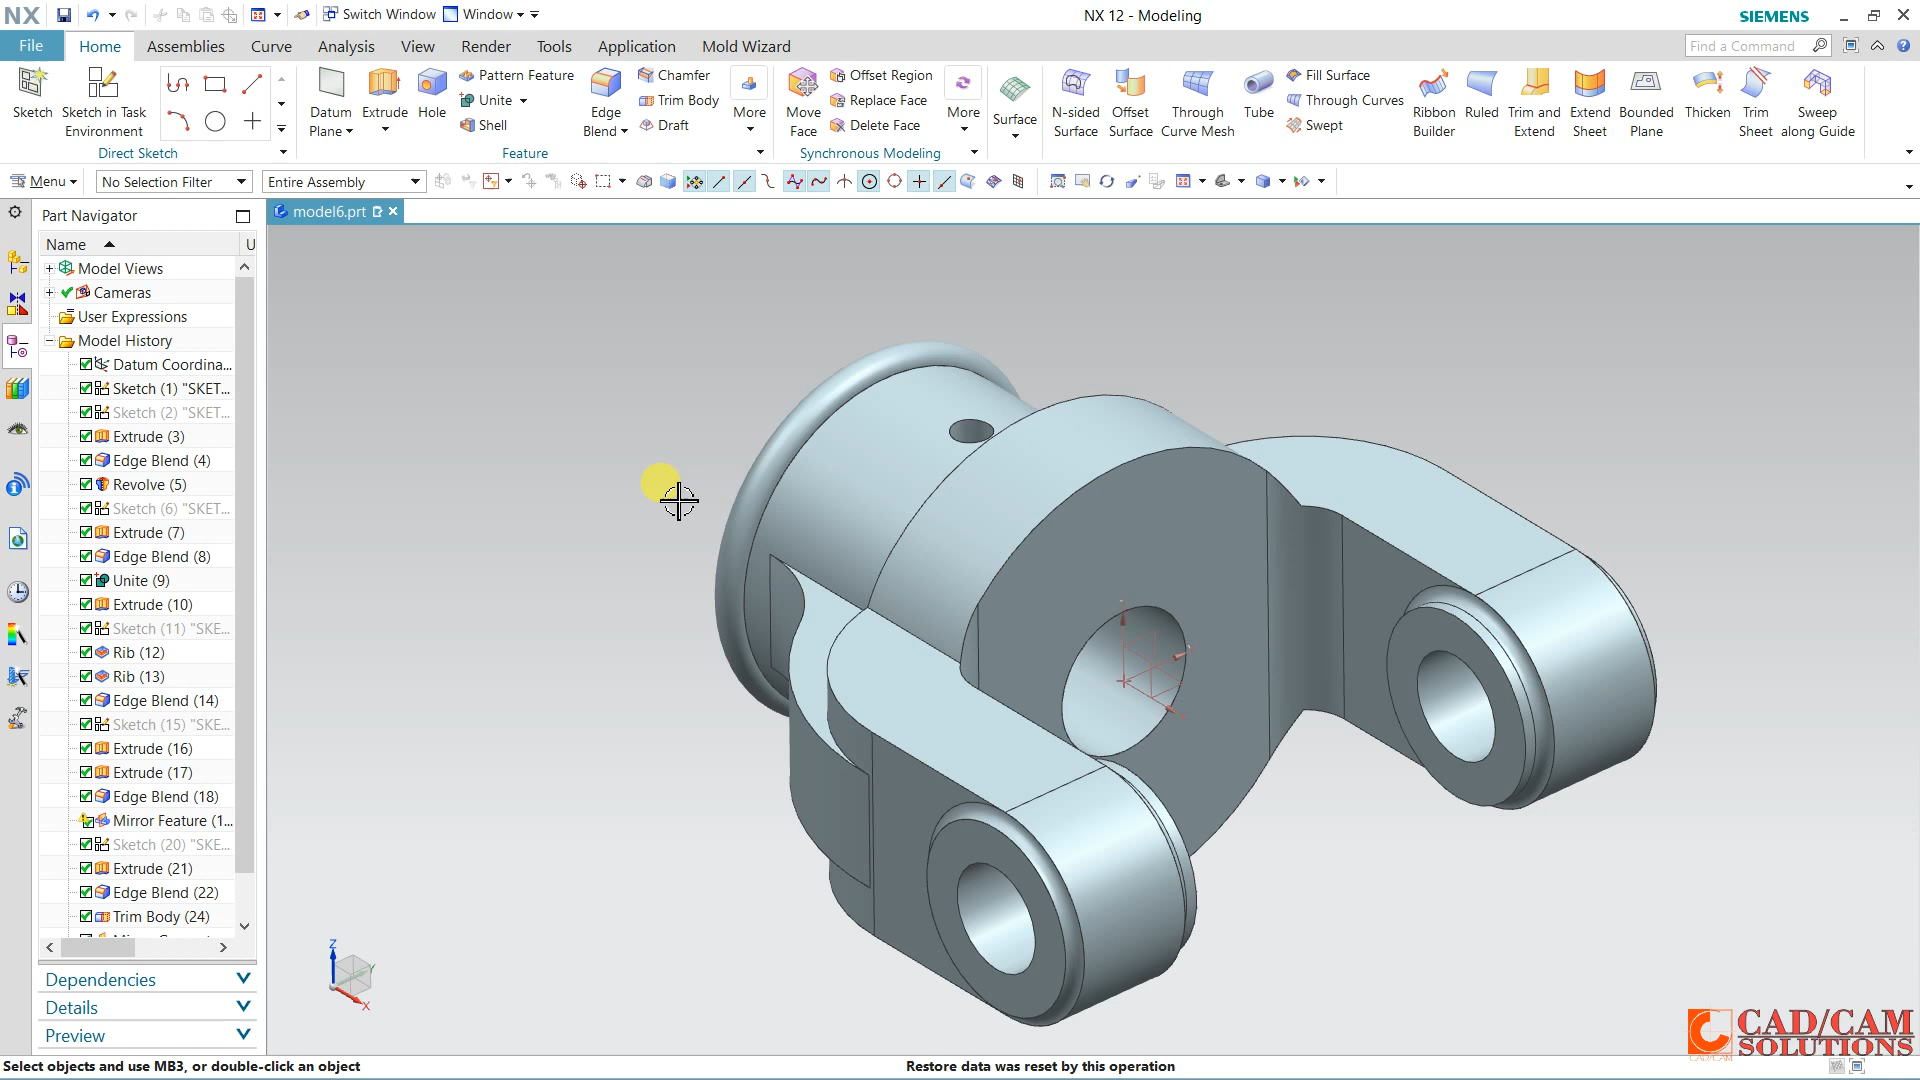 NX Switch Window Window NX 12 - Modeling SIEMENS
File Home Assemblies Curve Analysis View Render Tools Application Mold Wizard Find a Command
Sketch
Sketch in Task Environment
Direct Sketch
Datum Plane
Extrude
Hole
Pattern Feature
Unite
Shell
Edge Blend
Chamfer
Trim Body
Draft
More
Feature
Move Face
Offset Region
Replace Face
Delete Face
More
Synchronous Modeling
Surface
N-sided Surface
Offset Surface
Through Curve Mesh
Tube
Fill Surface
Through Curves
Swept
Ribbon Builder
Ruled
Trim and Extend
Extend Sheet
Bounded Plane
Thicken
Trim Sheet
Sweep along Guide
Menu No Selection Filter Entire Assembly
Part Navigator
model6.prt
Name U
Model Views
Cameras
User Expressions
Model History
Datum Coordina...
Sketch (1) "SKET...
Sketch (2) "SKET...
Extrude (3)
Edge Blend (4)
Revolve (5)
Sketch (6) "SKET...
Extrude (7)
Edge Blend (8)
Unite (9)
Extrude (10)
Sketch (11) "SKE...
Rib (12)
Rib (13)
Edge Blend (14)
Sketch (15) "SKE...
Extrude (16)
Extrude (17)
Edge Blend (18)
Mirror Feature (1...
Sketch (20) "SKE...
Extrude (21)
Edge Blend (22)
Trim Body (24)
Dependencies
Details
Preview
Z
Y
X
CAD/CAM
SOLUTIONS
CAD/CAM
Select objects and use MB3, or double-click an object Restore data was reset by this operation